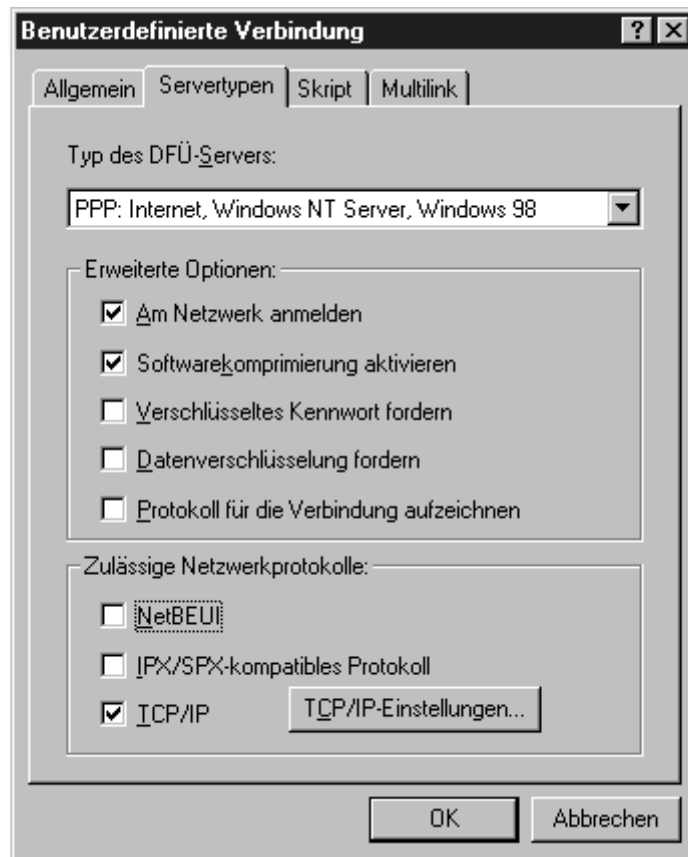 Benutzerdefinierte Verbindung
Allgemein Servertypen Skript Multilink
Typ des DFÜ-Servers:
PPP: Internet, Windows NT Server, Windows 98
Erweiterte Optionen:
Am Netzwerk anmelden
Softwarekomprimierung aktivieren
Verschlüsseltes Kennwort fordern
Datenverschlüsselung fordern
Protokoll für die Verbindung aufzeichnen
Zulässige Netzwerkprotokolle:
NetBEUI
IPX/SPX-kompatibles Protokoll
TCP/IP TCP/IP-Einstellungen...
OK Abbrechen